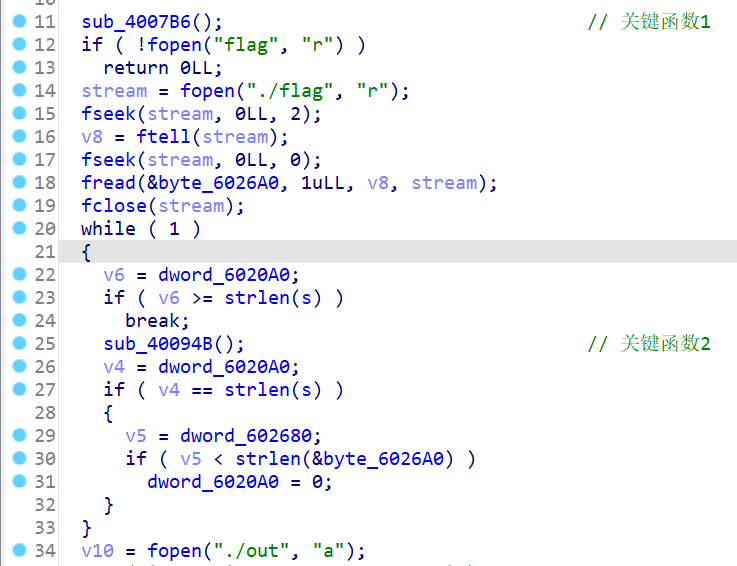 11 sub_4007B6(); // 关键函数1
12 if ( !fopen("flag", "r") )
13 return 0LL;
14 stream = fopen("./flag", "r");
15 fseek(stream, 0LL, 2);
16 v8 = ftell(stream);
17 fseek(stream, 0LL, 0);
18 fread(&byte_6026A0, 1uLL, v8, stream);
19 fclose(stream);
20 while ( 1 )
21 {
22 v6 = dword_6020A0;
23 if ( v6 >= strlen(s) )
24 break;
25 sub_40094B(); // 关键函数2
26 v4 = dword_6020A0;
27 if ( v4 == strlen(s) )
28 {
29 v5 = dword_602680;
30 if ( v5 < strlen(&byte_6026A0) )
31 dword_6020A0 = 0;
32 }
33 }
34 v10 = fopen("./out", "a");